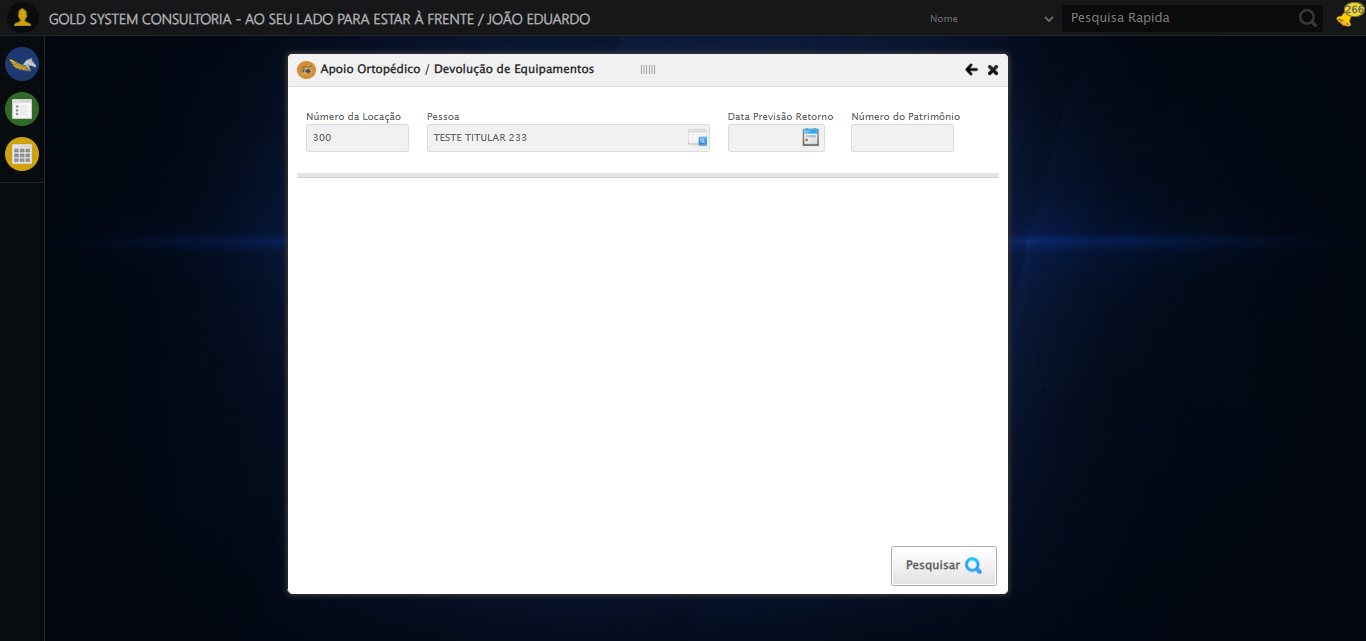 GOLD SYSTEM CONSULTORIA - AO SEU LADO PARA ESTAR À FRENTE / JOÃO EDUARDO
Nome
Pesquisa Rapida
266
Apoio Ortopédico / Devolução de Equipamentos
Número da Locação
Pessoa
Data Previsão Retorno
Número do Patrimônio
300
TESTE TITULAR 233
Pesquisar